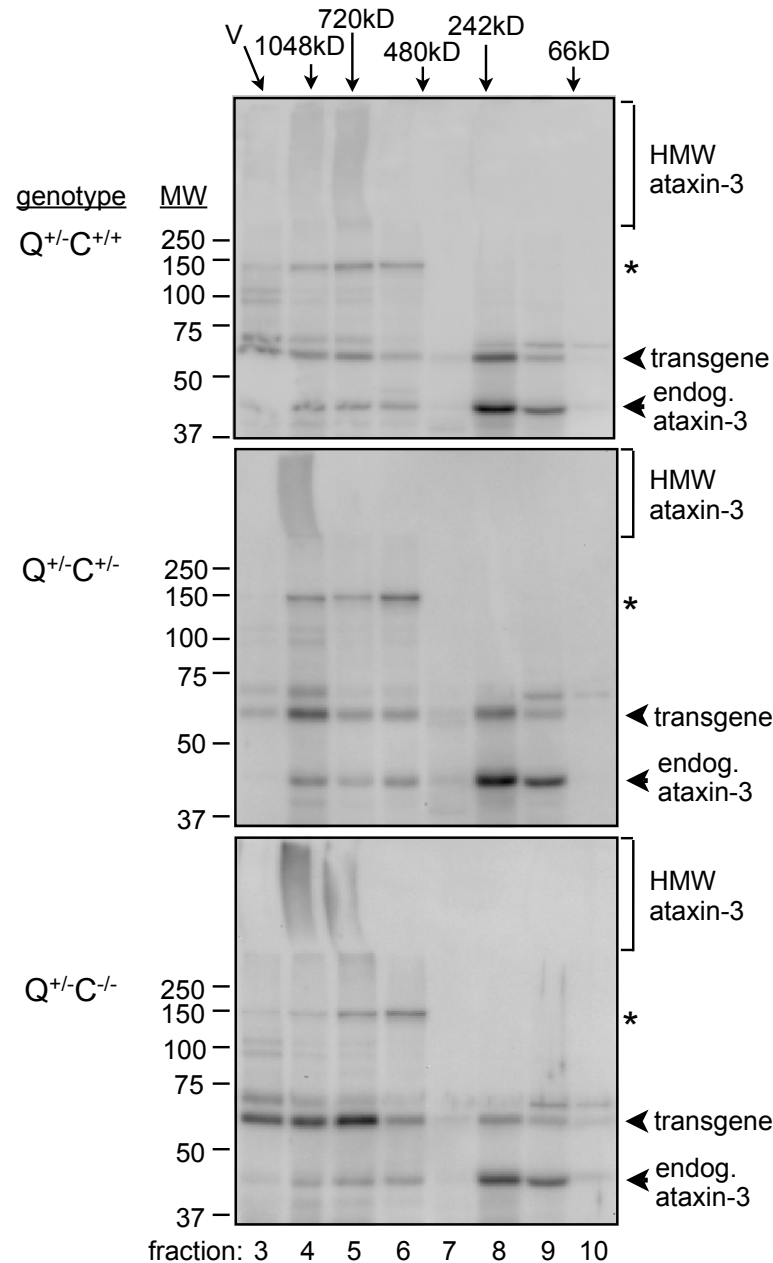 V 1048kD 720kD 480kD 242kD 66kD
genotype MW
HMW
ataxin-3
Q+/-C+/+
250
150
*
100
75
transgene
50
endog.
ataxin-3
37
HMW
ataxin-3
Q+/-C+/-
250
150
*
100
75
transgene
50
endog.
ataxin-3
37
HMW
ataxin-3
Q+/-C-/-
250
150
*
100
75
transgene
50
endog.
ataxin-3
37
fraction: 3 4 5 6 7 8 9 10